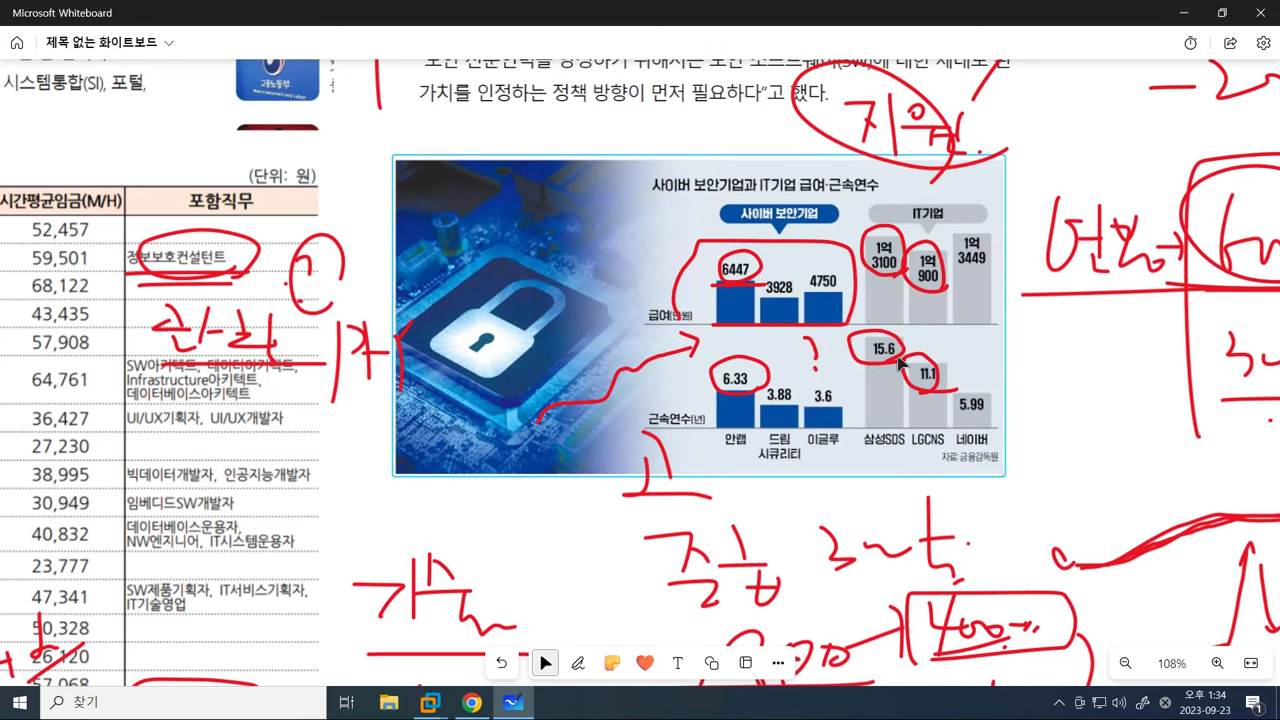 Microsoft Whiteboard
제목 없는 화이트보드
시스템통합(SI), 포털,
고용노동부
가치를 인정하는 정책 방향이 먼저 필요하다"고 했다.
지원
(단위: 원)
시간평균임금(M/H) 포함직무
52,457
59,501 정보보호컨설턴트
68,122
43,435
57,908
64,761 SW아키텍트, 데이터아키텍트,
Infrastructure아키텍트,
데이터베이스아키텍트
36,427 UI/UX기획자, UI/UX개발자
27,230
38,995 빅데이터개발자, 인공지능개발자
30,949 임베디드SW개발자
40,832 데이터베이스운용자,
NW엔지니어, IT시스템운용자
23,777
47,341 SW제품기획자, IT서비스기획자,
IT기술영업
50,328
26,120
57,068
사이버 보안기업과 IT기업 급여·근속연수
사이버 보안기업 IT기업
급여(만원) 6447 3928 4750 1억 3100 1억 900 1억 3449
근속연수(년) 6.33 3.88 3.6 15.6 11.1 5.99
안랩 드림시큐리티 이글루 삼성SDS LGCNS 네이버
자료:금융감독원
연봉
기술
400
108%
찾기
오후 1:34
2023-09-23